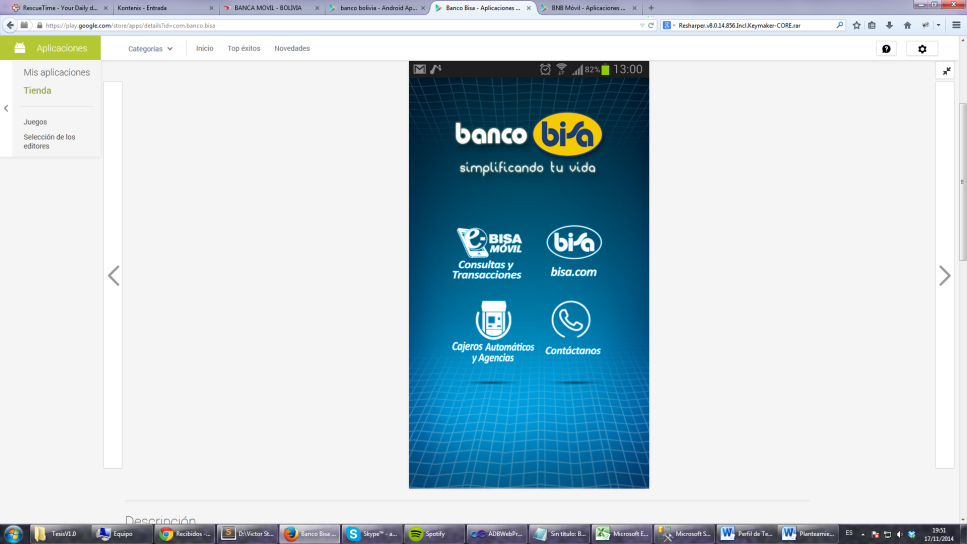 RescueTime - Your Daily d...
Kontenix - Entrada
BANCA MOVIL - BOLIVIA
banco bolivia - Android Ap...
Banco Bisa - Aplicaciones ...
BNB Móvil - Aplicaciones ...
https://play.google.com/store/apps/details?id=com.banco.bisa
Resharper.v8.0.14.856.Incl.Keymaker-CORE.rar
Aplicaciones
Categorías
Inicio
Top éxitos
Novedades
Mis aplicaciones
Tienda
Juegos
Selección de los
editores
82% 13:00
banco bisa
simplificando tu vida
e-BISA
MÓVIL
Consultas y
Transacciones
bisa
bisa.com
Cajeros Automáticos
y Agencias
Contáctanos
Descripción
TesisV1.0
Equipo
Recibidos -...
D:\Victor St...
Banco Bisa ...
Skype™ - a...
Spotify
ADBWebPr...
Sin título: B...
Microsoft E...
Microsoft S...
Perfil de Te...
Planteamie...
ES
19:51
17/11/2014